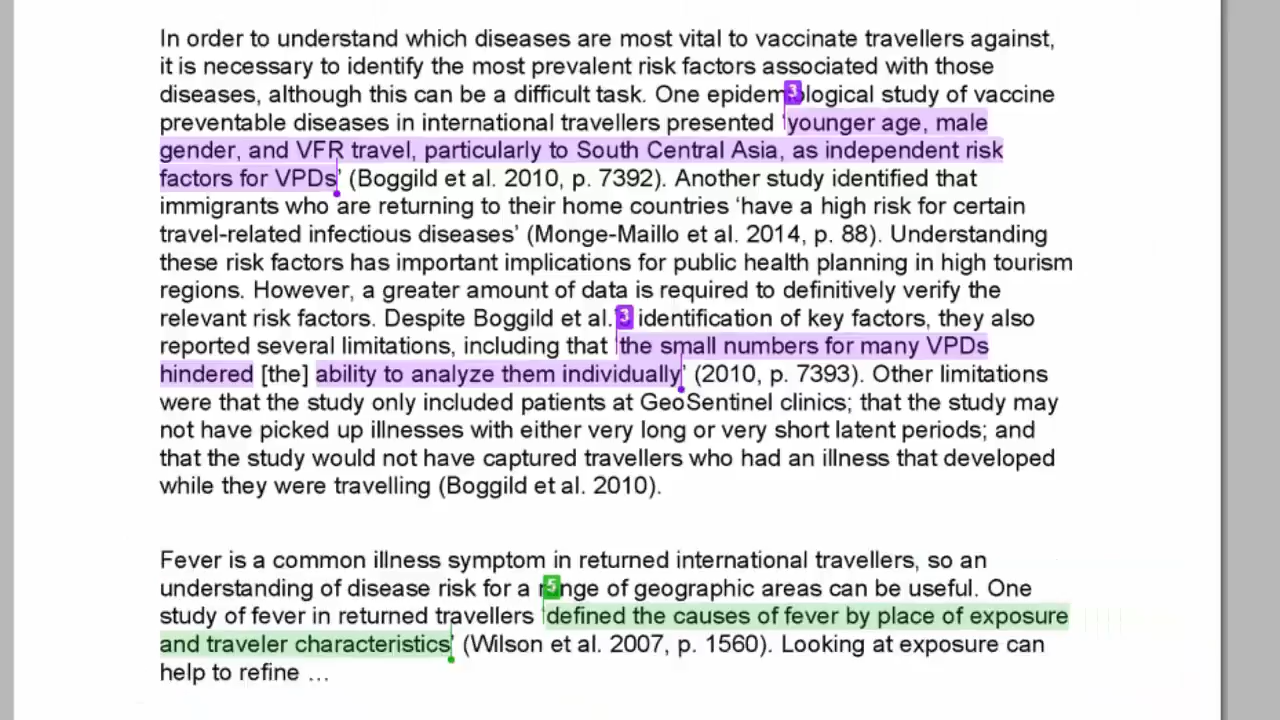 In order to understand which diseases are most vital to vaccinate travellers against,
it is necessary to identify the most prevalent risk factors associated with those
diseases, although this can be a difficult task. One epidemiological study of vaccine
3
preventable diseases in international travellers presented ‘younger age, male
gender, and VFR travel, particularly to South Central Asia, as independent risk
factors for VPDs’ (Boggild et al. 2010, p. 7392). Another study identified that
immigrants who are returning to their home countries ‘have a high risk for certain
travel-related infectious diseases’ (Monge-Maillo et al. 2014, p. 88). Understanding
these risk factors has important implications for public health planning in high tourism
regions. However, a greater amount of data is required to definitively verify the
relevant risk factors. Despite Boggild et al. 3 identification of key factors, they also
reported several limitations, including that ‘the small numbers for many VPDs
hindered [the] ability to analyze them individually’ (2010, p. 7393). Other limitations
were that the study only included patients at GeoSentinel clinics; that the study may
not have picked up illnesses with either very long or very short latent periods; and
that the study would not have captured travellers who had an illness that developed
while they were travelling (Boggild et al. 2010).
Fever is a common illness symptom in returned international travellers, so an
understanding of disease risk for a range of geographic areas can be useful. One
5
study of fever in returned travellers ‘defined the causes of fever by place of exposure
and traveler characteristics’ (Wilson et al. 2007, p. 1560). Looking at exposure can
help to refine …